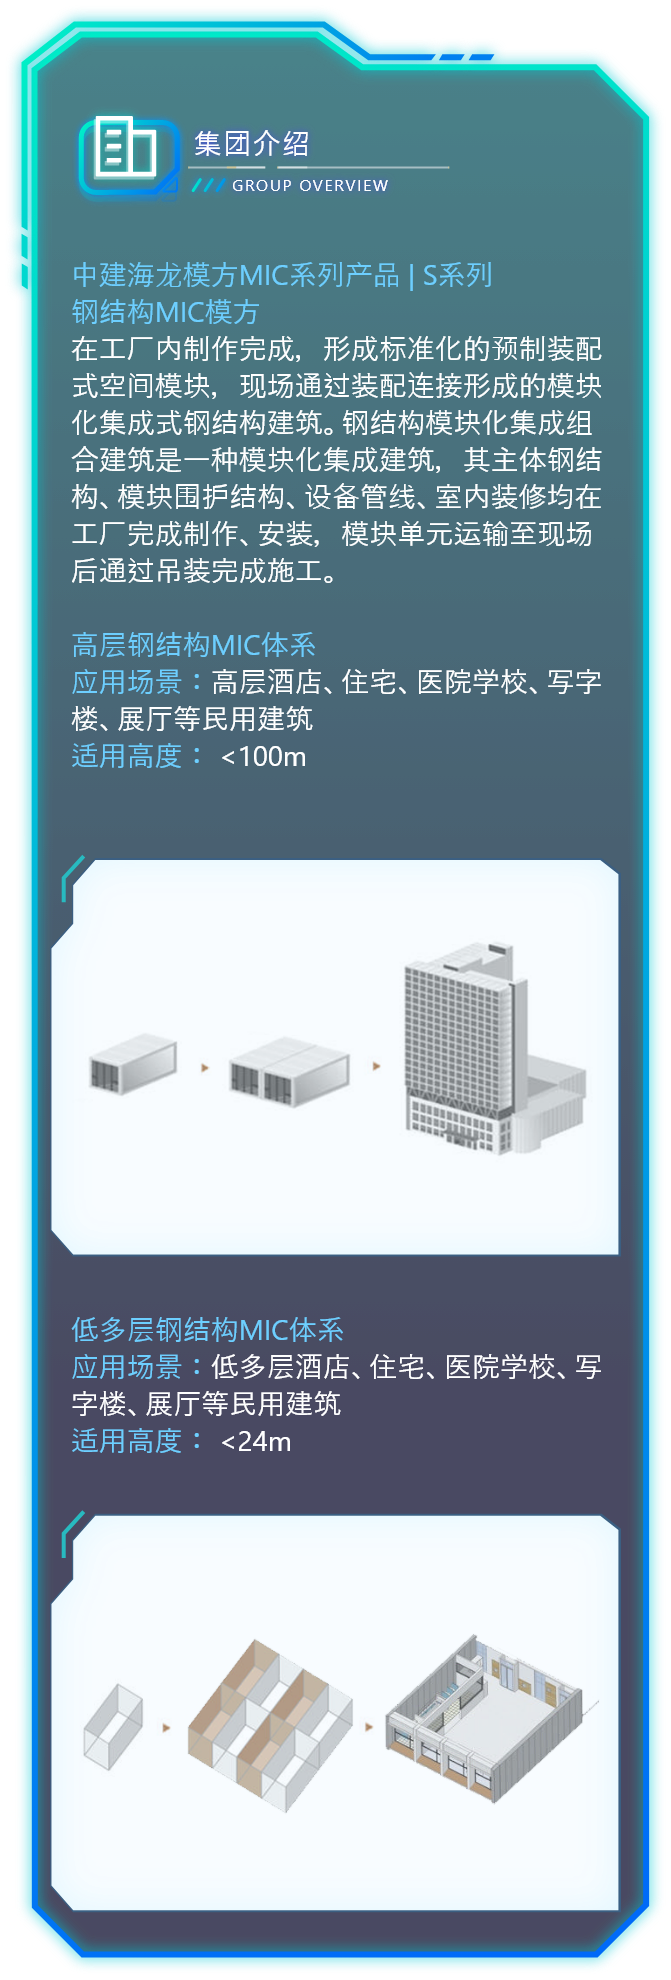 集团介绍
GROUP OVERVIEW
中建海龙模方MIC系列产品 | S系列
钢结构MIC模方
在工厂内制作完成，形成标准化的预制装配
式空间模块，现场通过装配连接形成的模块
化集成式钢结构建筑。钢结构模块化集成组
合建筑是一种模块化集成建筑，其主体钢结
构、模块围护结构、设备管线、室内装修均在
工厂完成制作、安装，模块单元运输至现场
后通过吊装完成施工。
高层钢结构MIC体系
应用场景：高层酒店、住宅、医院学校、写字
楼、展厅等民用建筑
适用高度： <100m
低多层钢结构MIC体系
应用场景：低多层酒店、住宅、医院学校、写
字楼、展厅等民用建筑
适用高度： <24m